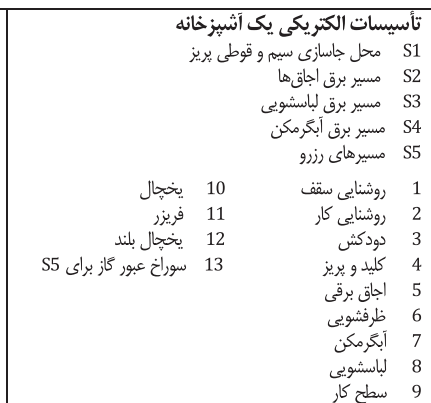 تأسیسات الکتریکی یک آشپزخانه
S1 محل جاسازی سیم و قوطی پریز
S2 مسیر برق اجاق‌ها
S3 مسیر برق لباسشویی
S4 مسیر برق آبگرمکن
S5 مسیرهای رزرو
1 روشنایی سقف
2 روشنایی کار
3 دودکش
4 کلید و پریز
5 اجاق برقی
6 ظرفشویی
7 آبگرمکن
8 لباسشویی
9 سطح کار
10 یخچال
11 فریزر
12 یخچال بلند
13 سوراخ عبور گاز برای S5